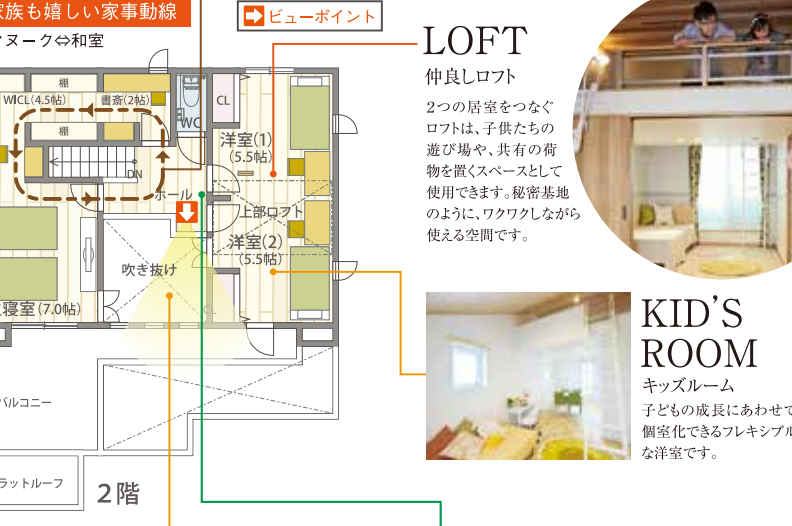 家族も嬉しい家事動線
ヌーク⇔和室
ビューポイント
LOFT
仲良しロフト
2つの居室をつなぐ
ロフトは、子供たちの
遊び場や、共有の荷
物を置くスペースとして
使用できます。秘密基地
のように、ワクワクしながら
使える空間です。
棚
WICL(4.5帖)
書斎(2帖)
棚
WC
CL
洋室(1)
(5.5帖)
DN
ホール
上部ロフト
洋室(2)
(5.5帖)
吹き抜け
寝室(7.0帖)
CL
KID'S
ROOM
キッズルーム
子どもの成長にあわせて
個室化できるフレキシブル
な洋室です。
バルコニー
ラットルーフ
2階